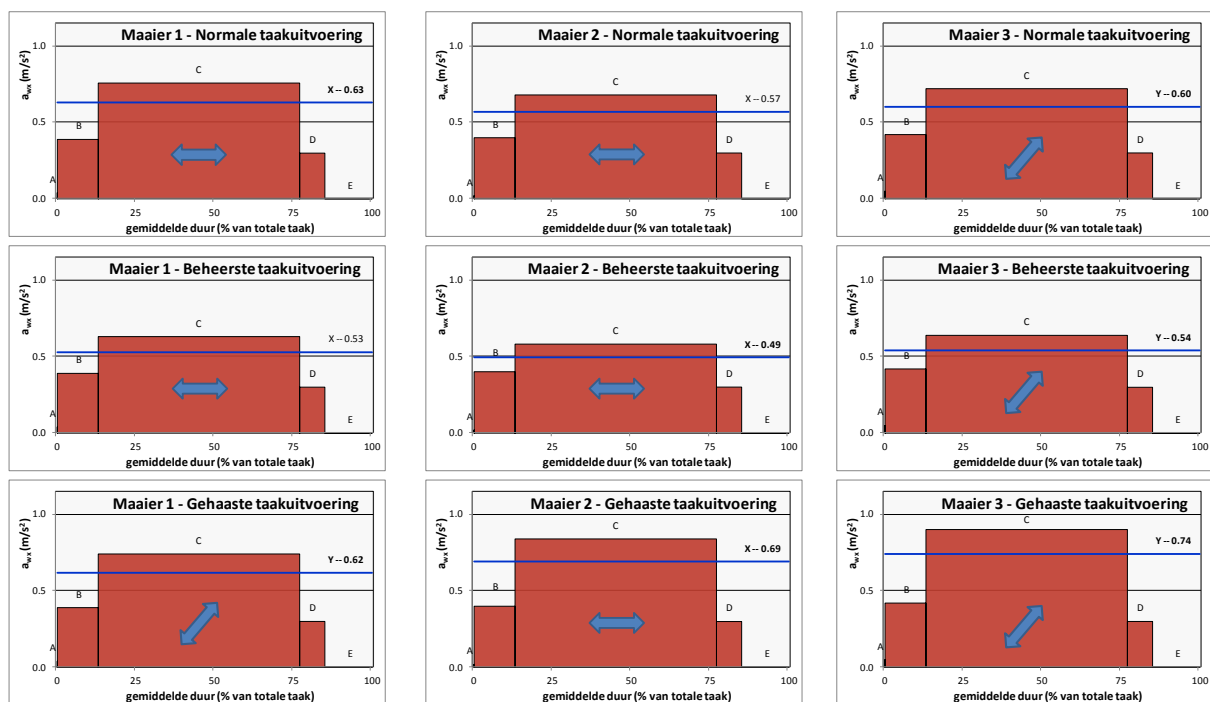 Maaier 1 - Normale taakuitvoering
a_wx (m/s²)
1.0
0.5
0.0
A
B
C
D
E
X -- 0.63
0 25 50 75 100
gemiddelde duur (% van totale taak)
Maaier 2 - Normale taakuitvoering
a_wx (m/s²)
1.0
0.5
0.0
A
B
C
D
E
X -- 0.57
0 25 50 75 100
gemiddelde duur (% van totale taak)
Maaier 3 - Normale taakuitvoering
a_wx (m/s²)
1.0
0.5
0.0
A
B
C
D
E
Y -- 0.60
0 25 50 75 100
gemiddelde duur (% van totale taak)
Maaier 1 - Beheerste taakuitvoering
a_wx (m/s²)
1.0
0.5
0.0
A
B
C
D
E
X -- 0.53
0 25 50 75 100
gemiddelde duur (% van totale taak)
Maaier 2 - Beheerste taakuitvoering
a_wx (m/s²)
1.0
0.5
0.0
A
B
C
D
E
X -- 0.49
0 25 50 75 100
gemiddelde duur (% van totale taak)
Maaier 3 - Beheerste taakuitvoering
a_wx (m/s²)
1.0
0.5
0.0
A
B
C
D
E
Y -- 0.54
0 25 50 75 100
gemiddelde duur (% van totale taak)
Maaier 1 - Gehaaste taakuitvoering
a_wx (m/s²)
1.0
0.5
0.0
A
B
C
D
E
Y -- 0.62
0 25 50 75 100
gemiddelde duur (% van totale taak)
Maaier 2 - Gehaaste taakuitvoering
a_wx (m/s²)
1.0
0.5
0.0
A
B
C
D
E
X -- 0.69
0 25 50 75 100
gemiddelde duur (% van totale taak)
Maaier 3 - Gehaaste taakuitvoering
a_wx (m/s²)
1.0
0.5
0.0
A
B
C
D
E
Y -- 0.74
0 25 50 75 100
gemiddelde duur (% van totale taak)